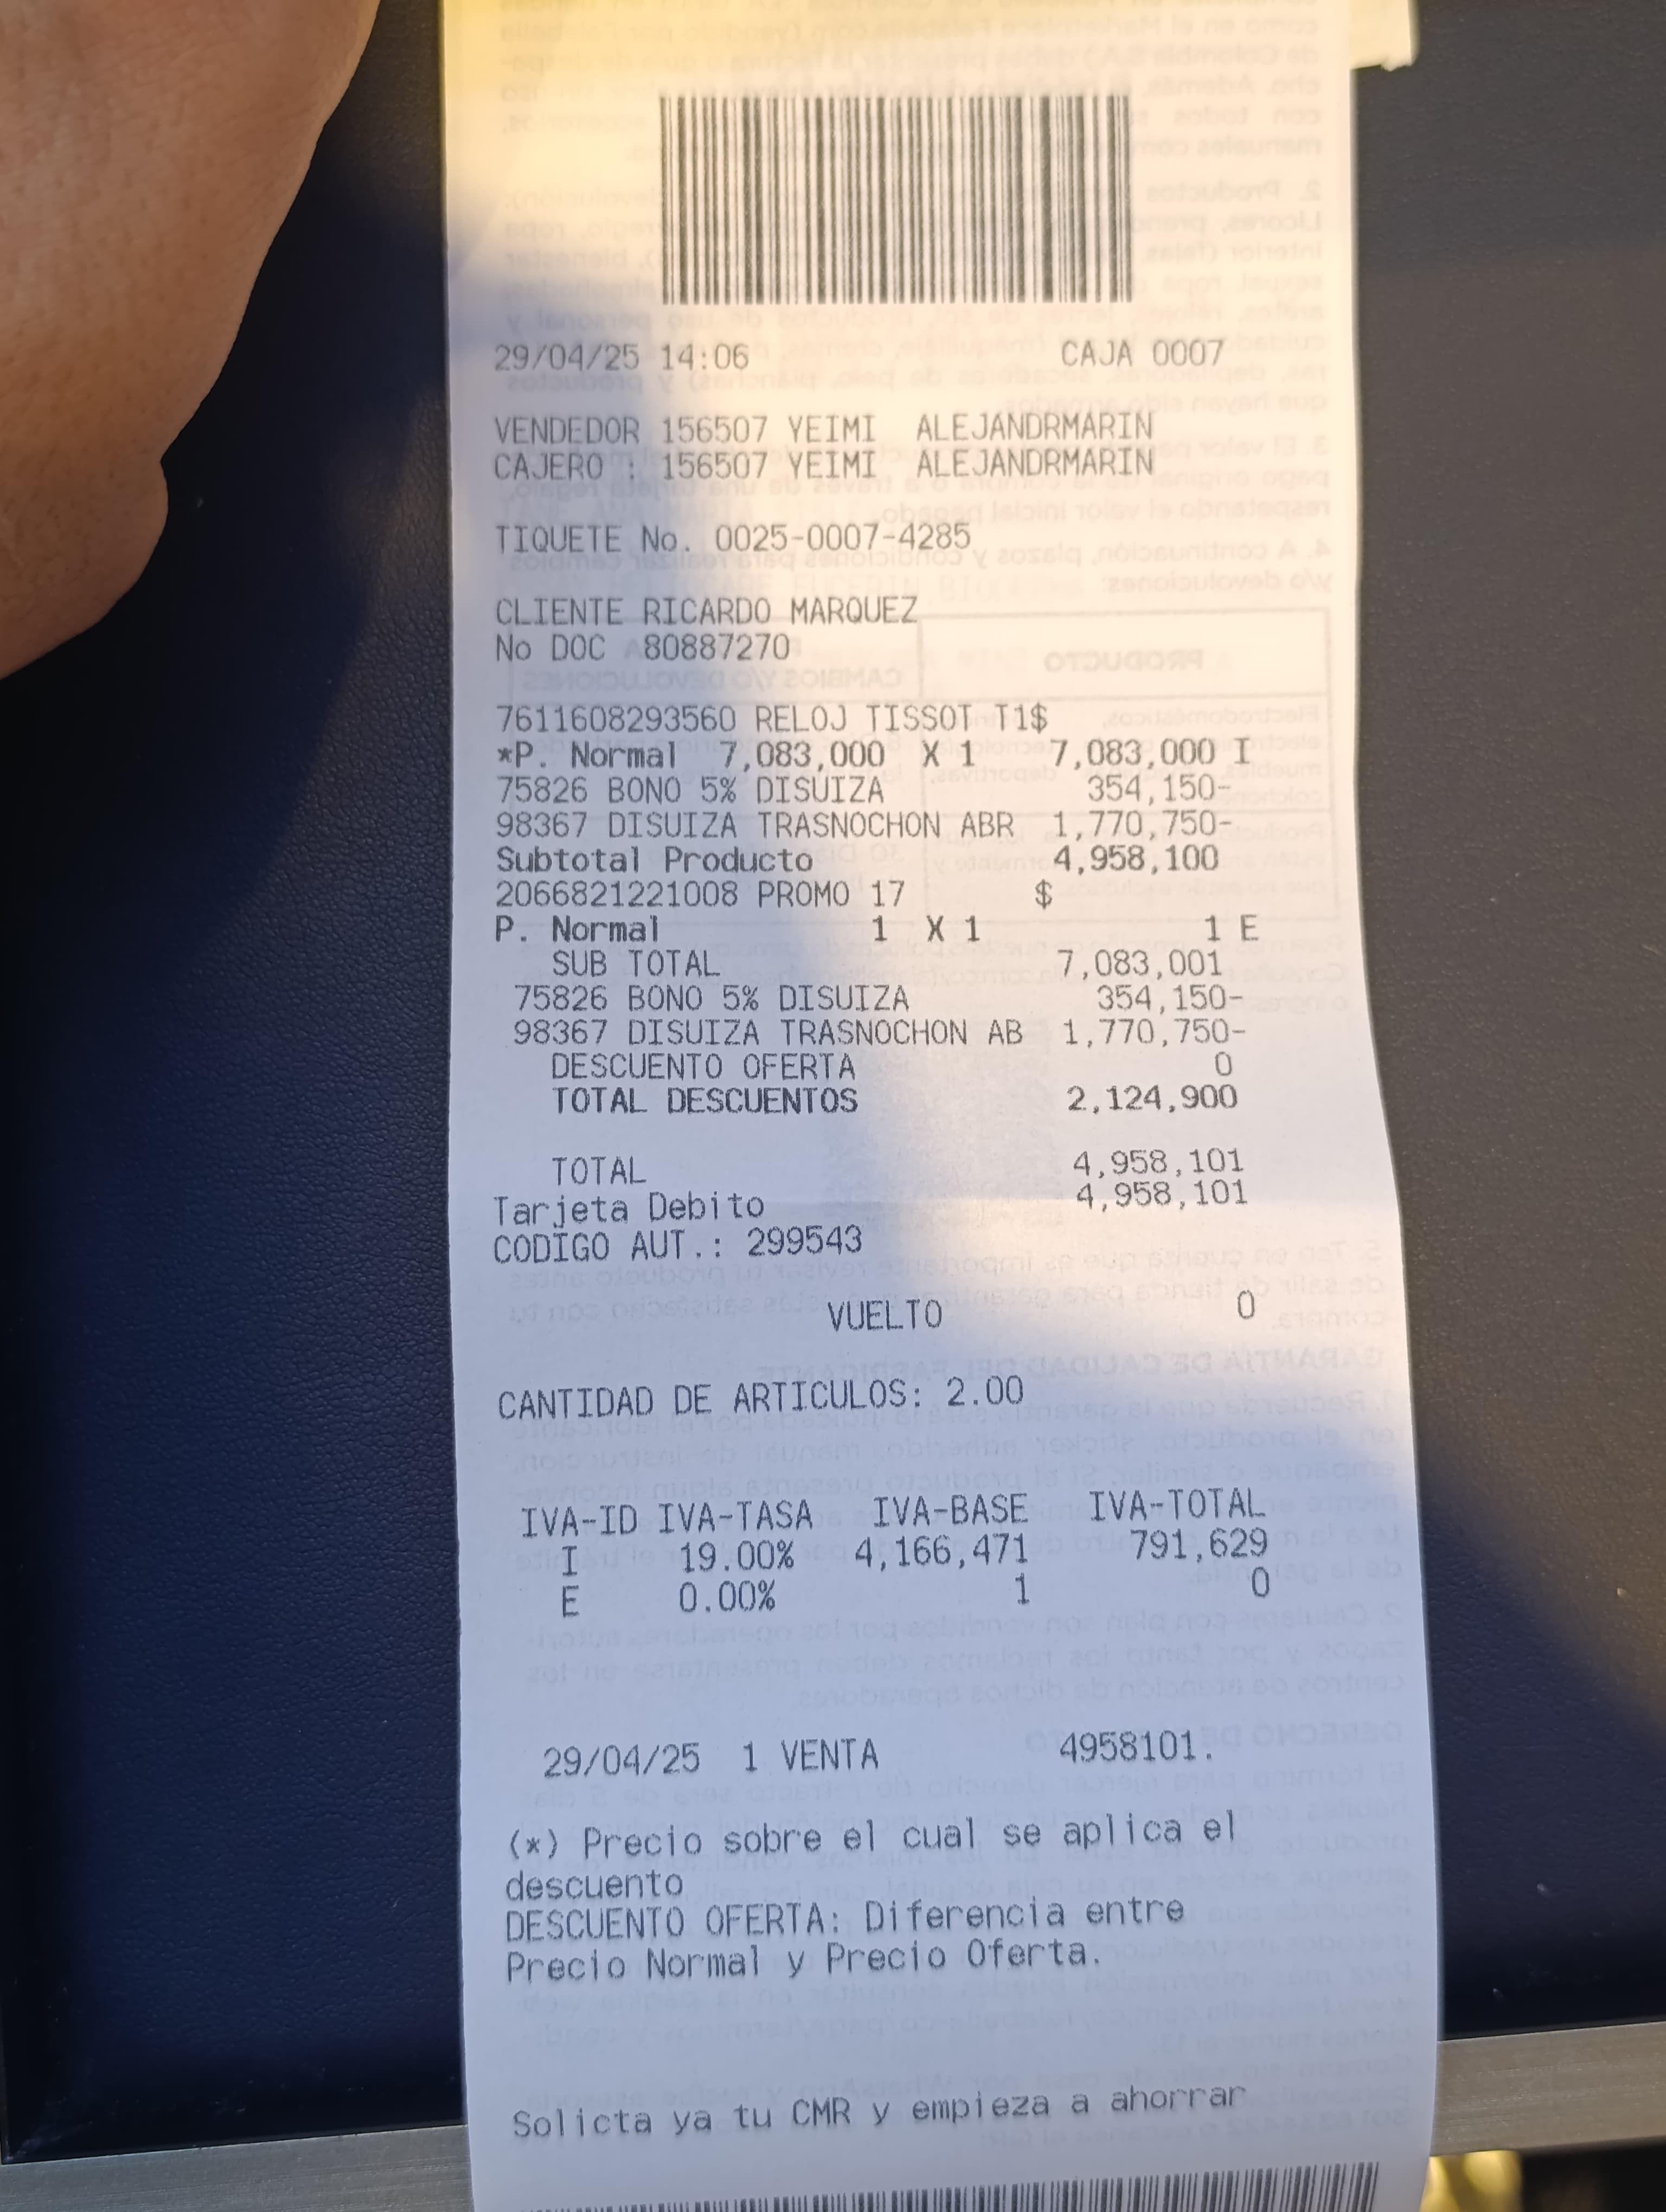 29/04/25 14:06 CAJA 0007
VENDEDOR 156507 YEIMI ALEJANDRMARIN
CAJERO : 156507 YEIMI ALEJANDRMARIN
TIQUETE No. 0025-0007-4285
CLIENTE RICARDO MARQUEZ
No DOC 80887270
7611608293560 RELOJ TISSOT T1$
*P. Normal 7,083,000 X 1 7,083,000 I
75826 BONO 5% DISUIZA 354,150-
98367 DISUIZA TRASNOCHON ABR 1,770,750-
Subtotal Producto 4,958,100
2066821221008 PROMO 17 $
P. Normal 1 X 1 1 E
SUB TOTAL 7,083,001
75826 BONO 5% DISUIZA 354,150-
98367 DISUIZA TRASNOCHON AB 1,770,750-
DESCUENTO OFERTA 0
TOTAL DESCUENTOS 2,124,900
TOTAL 4,958,101
Tarjeta Debito 4,958,101
CODIGO AUT.: 299543
VUELTO 0
CANTIDAD DE ARTICULOS: 2.00
IVA-ID IVA-TASA IVA-BASE IVA-TOTAL
I 19.00% 4,166,471 791,629
E 0.00% 1 0
29/04/25 1 VENTA 4958101.
(*) Precio sobre el cual se aplica el
descuento
DESCUENTO OFERTA: Diferencia entre
Precio Normal y Precio Oferta.
Solicta ya tu CMR y empieza a ahorrar